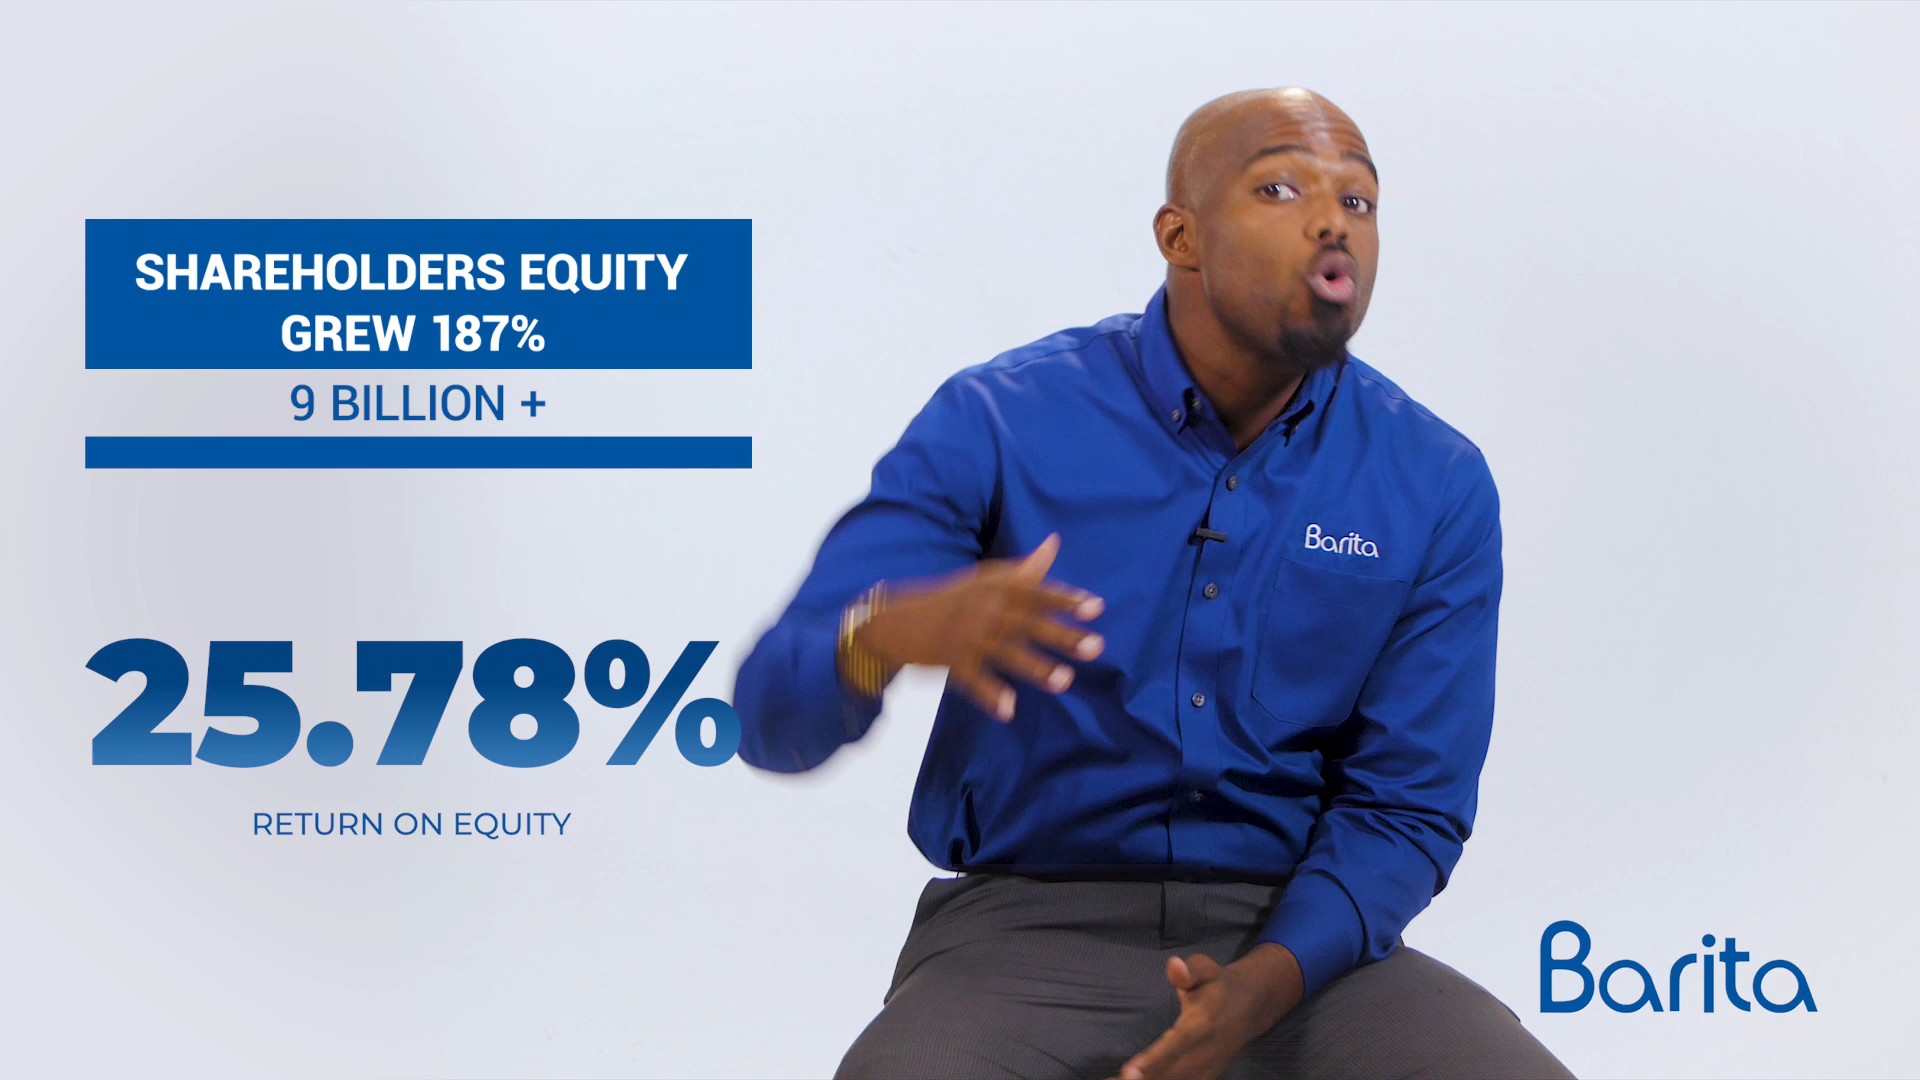 SHAREHOLDERS EQUITY
GREW 187%
9 BILLION +
25.78%
RETURN ON EQUITY
Barita
Barita